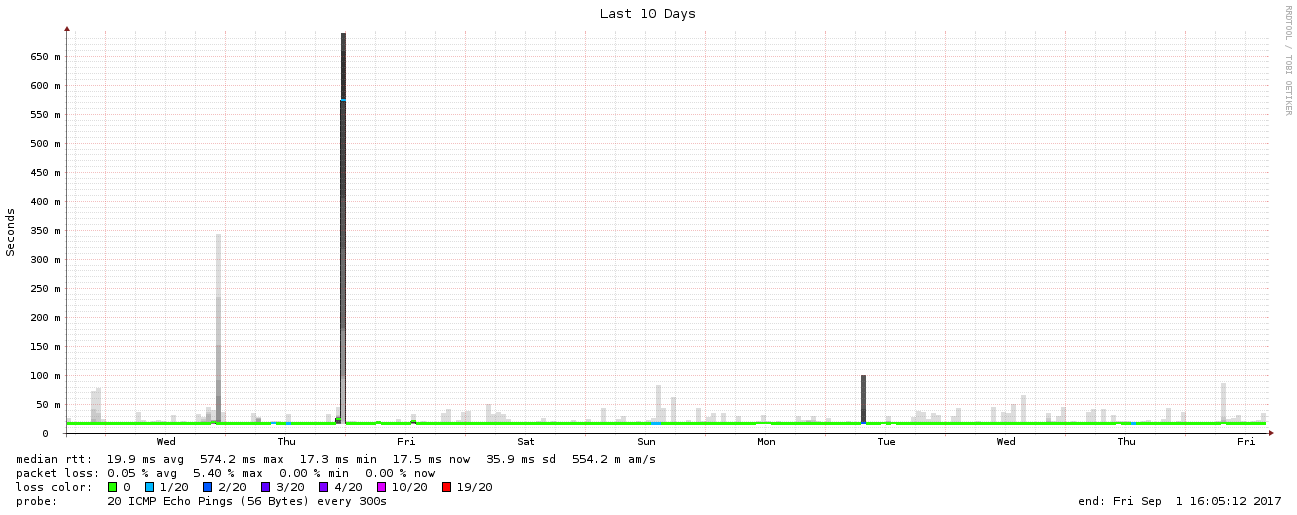 Last 10 Days
RRDTOOL / TOBI OETIKER
Seconds
650 m
600 m
550 m
500 m
450 m
400 m
350 m
300 m
250 m
200 m
150 m
100 m
50 m
0
Wed Thu Fri Sat Sun Mon Tue Wed Thu Fri
median rtt: 19.9 ms avg 574.2 ms max 17.3 ms min 17.5 ms now 35.9 ms sd 554.2 m am/s
packet loss: 0.05 % avg 5.40 % max 0.00 % min 0.00 % now
loss color: 0 1/20 2/20 3/20 4/20 10/20 19/20
probe: 20 ICMP Echo Pings (56 Bytes) every 300s end: Fri Sep 1 16:05:12 2017